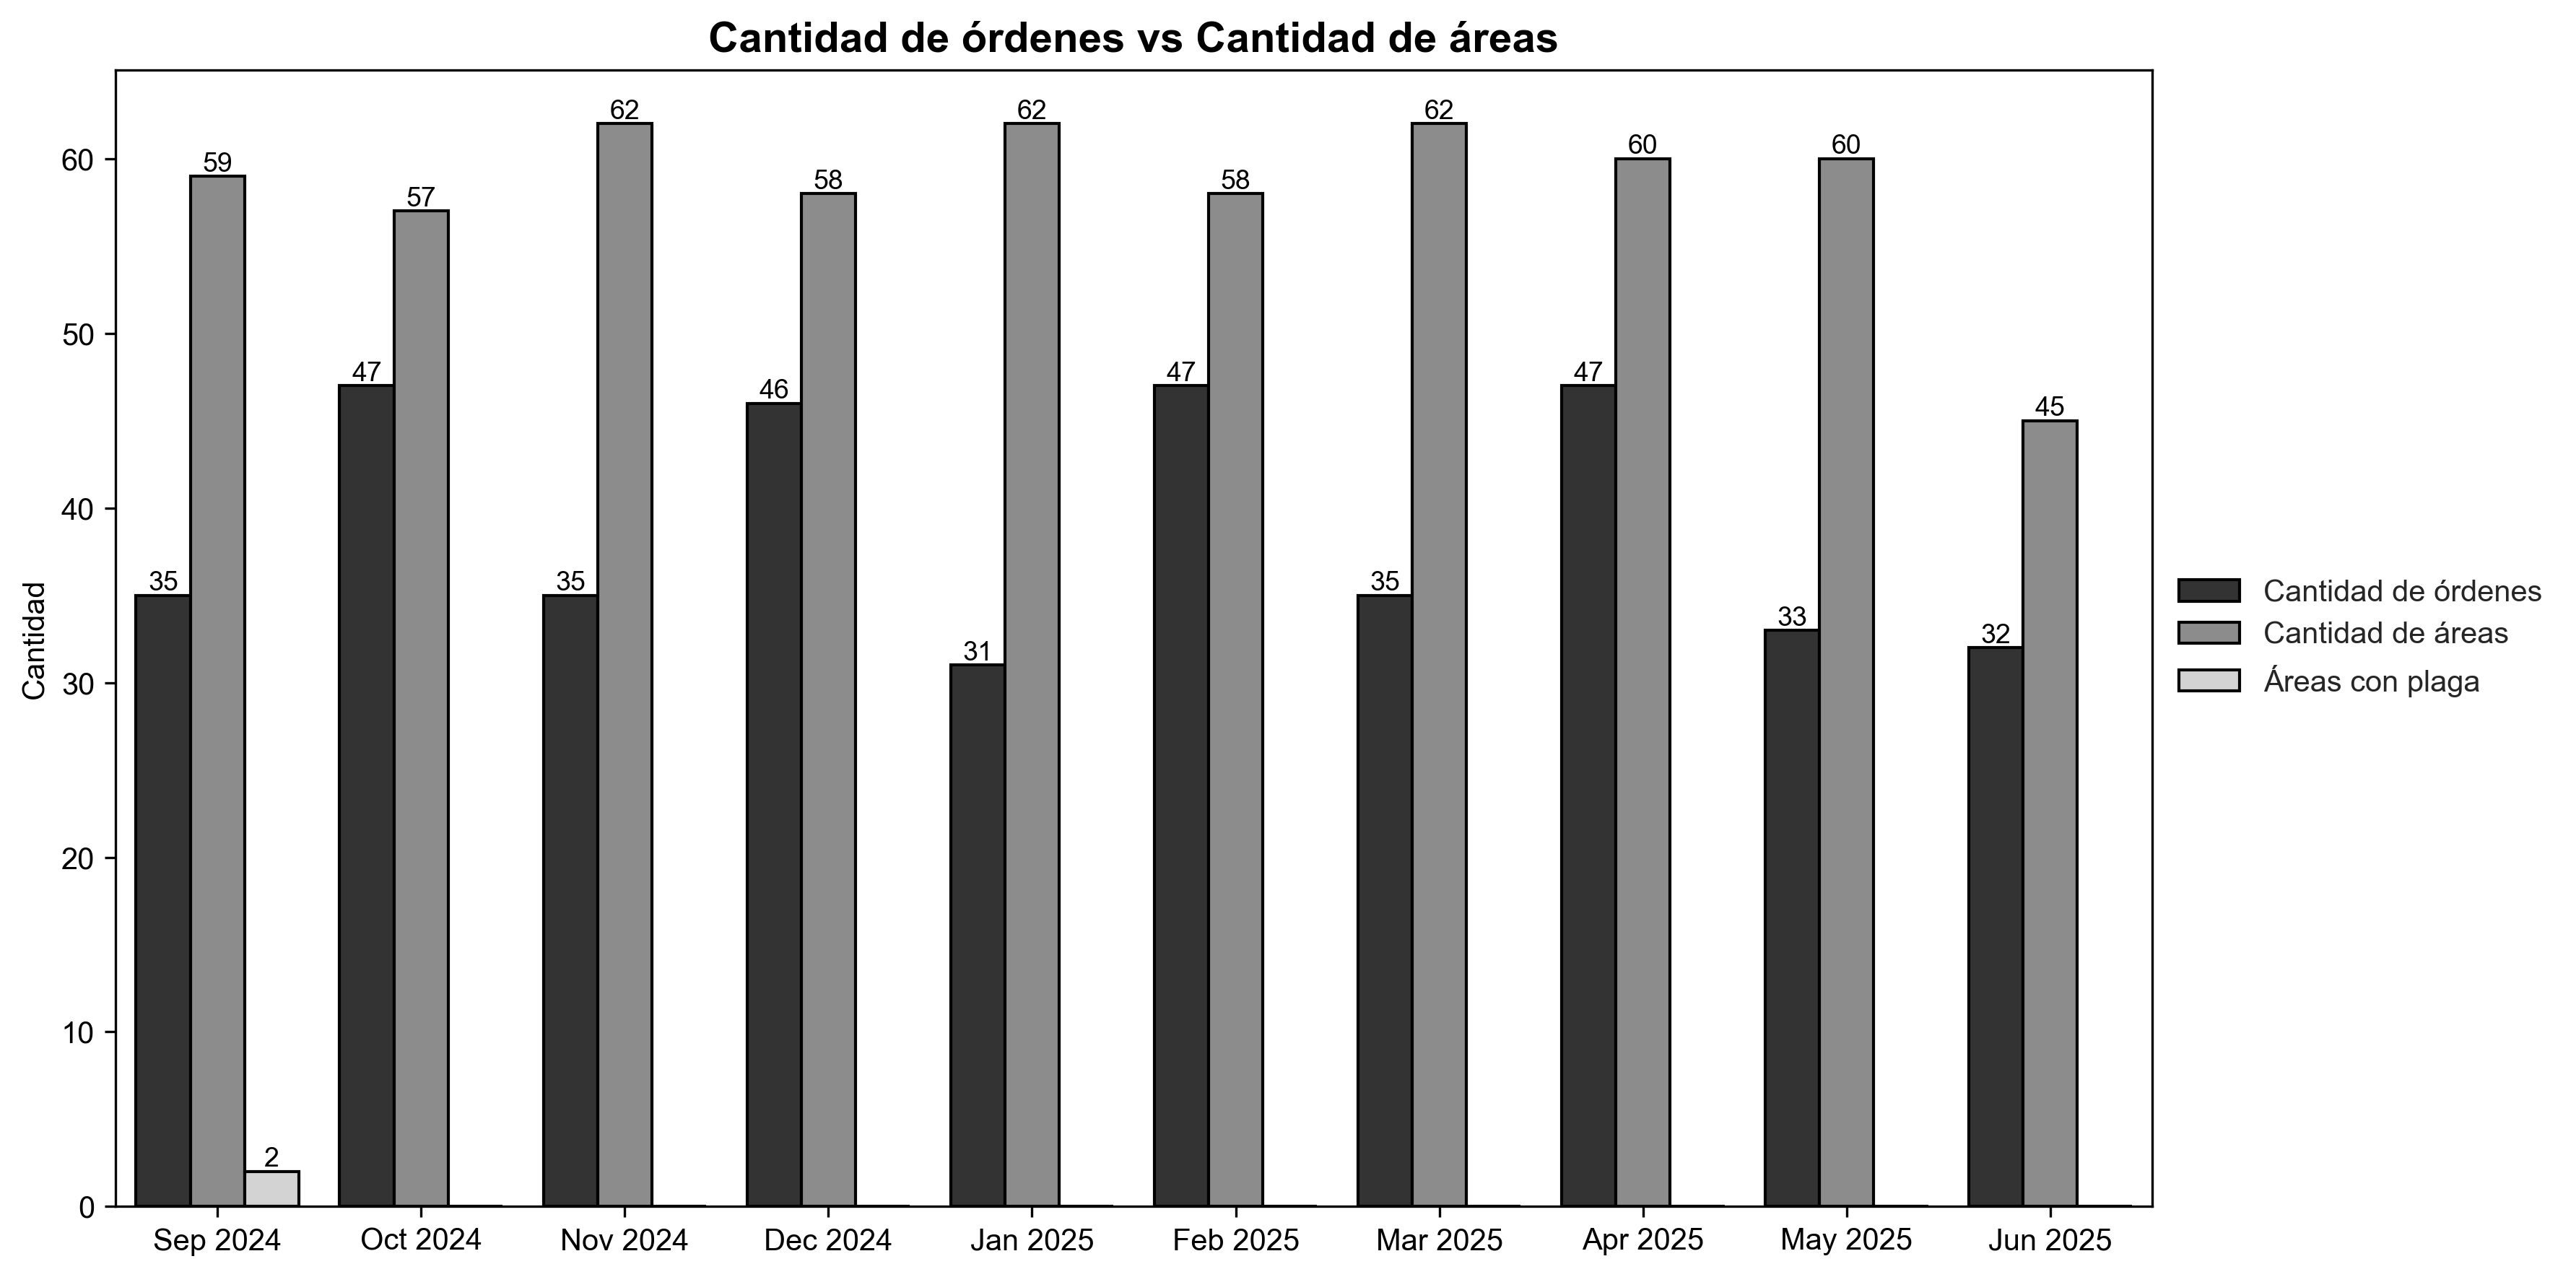 Cantidad de órdenes vs Cantidad de áreas
Cantidad
60
50
40
30
20
10
0
35 59 2
47 57
35 62
46 58
31 62
47 58
35 62
47 60
33 60
32 45
Sep 2024 Oct 2024 Nov 2024 Dec 2024 Jan 2025 Feb 2025 Mar 2025 Apr 2025 May 2025 Jun 2025
Cantidad de órdenes
Cantidad de áreas
Áreas con plaga